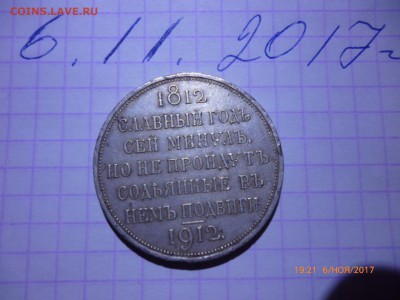 COINS.LAVE.RU
6.11.2017г
1812
СЛАВНЫЙ ГОДЪ
СЕЙ МИНУЛЪ,
НО НЕ ПРОЙДУТЪ
СОДѢЯННЫЕ ВЪ
НЕМЪ ПОДВИГИ
1912.
19:21 6/НОЯ/2017